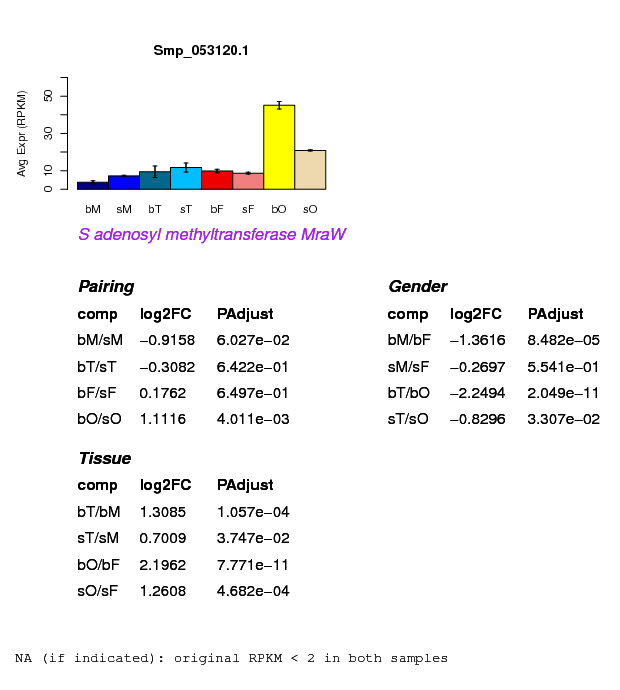 Smp_053120.1
Avg Expr (RPKM)
50
30
10
0
bM sM bT sT bF sF bO sO
S adenosyl methyltransferase MraW
Pairing
comp log2FC PAdjust
bM/sM −0.9158 6.027e−02
bT/sT −0.3082 6.422e−01
bF/sF 0.1762 6.497e−01
bO/sO 1.1116 4.011e−03
Gender
comp log2FC PAdjust
bM/bF −1.3616 8.482e−05
sM/sF −0.2697 5.541e−01
bT/bO −2.2494 2.049e−11
sT/sO −0.8296 3.307e−02
Tissue
comp log2FC PAdjust
bT/bM 1.3085 1.057e−04
sT/sM 0.7009 3.747e−02
bO/bF 2.1962 7.771e−11
sO/sF 1.2608 4.682e−04
NA (if indicated): original RPKM < 2 in both samples